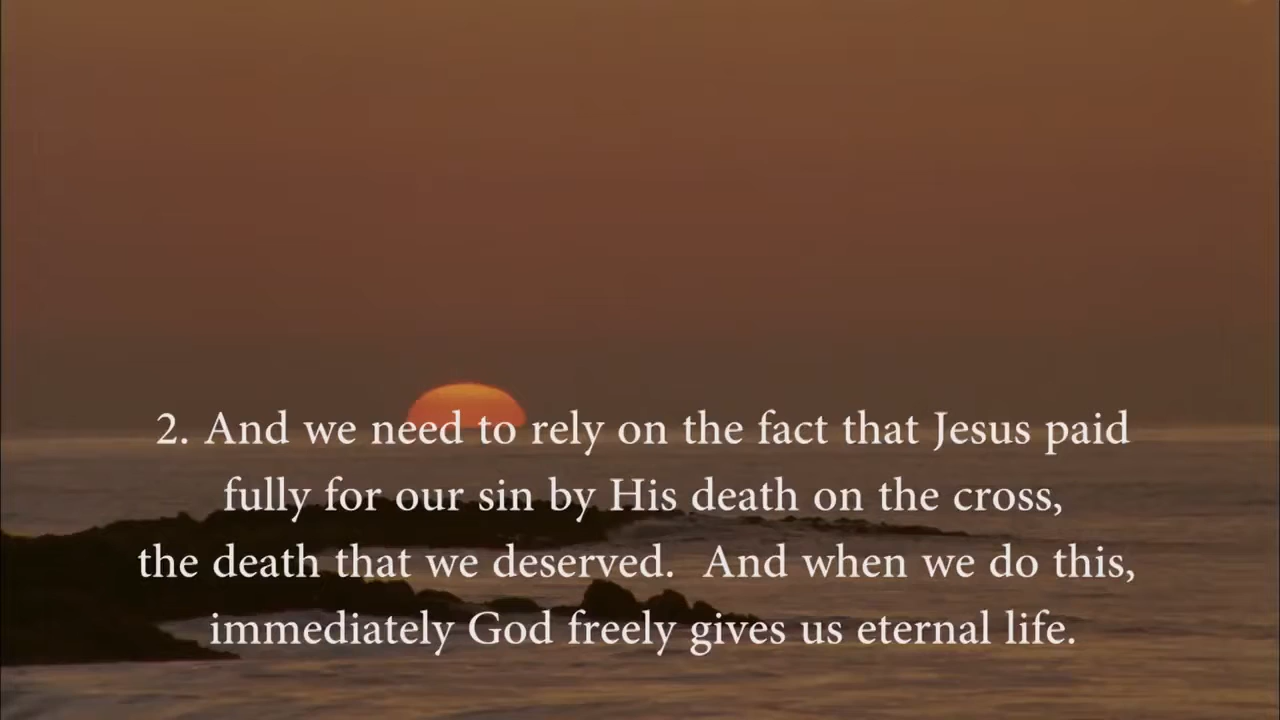 2. And we need to rely on the fact that Jesus paid
fully for our sin by His death on the cross,
the death that we deserved.  And when we do this,
immediately God freely gives us eternal life.